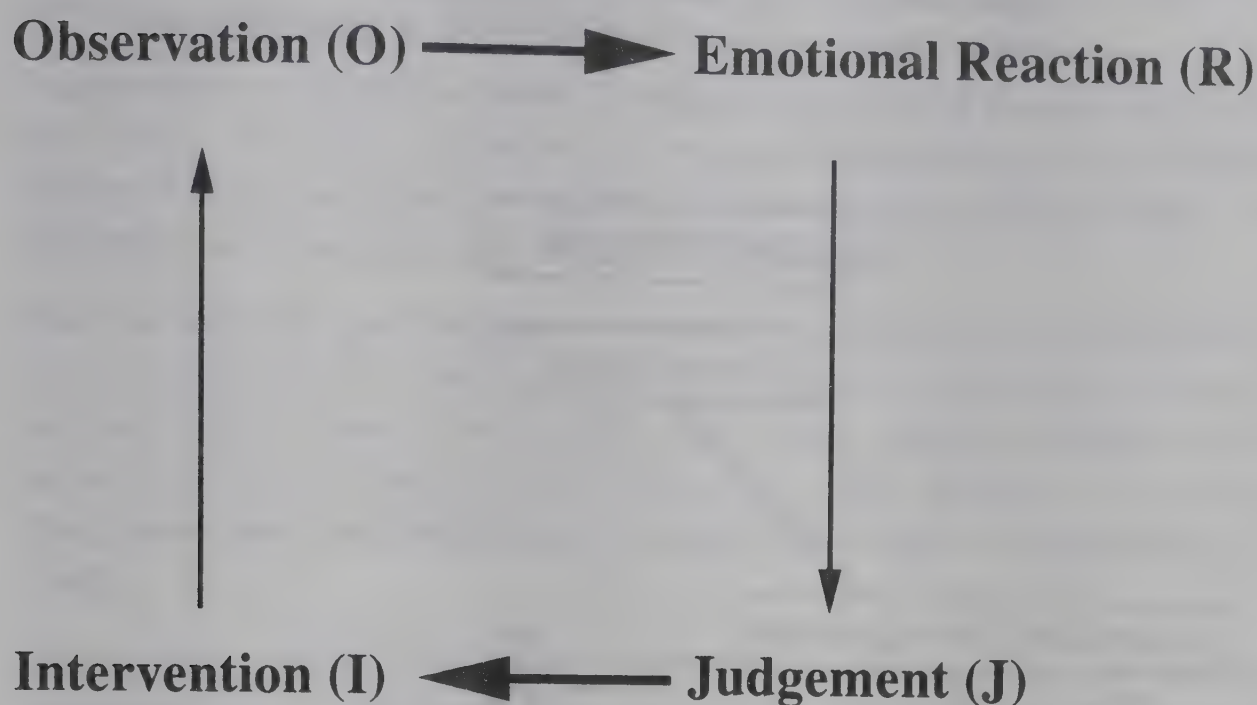 Observation (O)
Emotional Reaction (R)
Intervention (I)
Judgement (J)